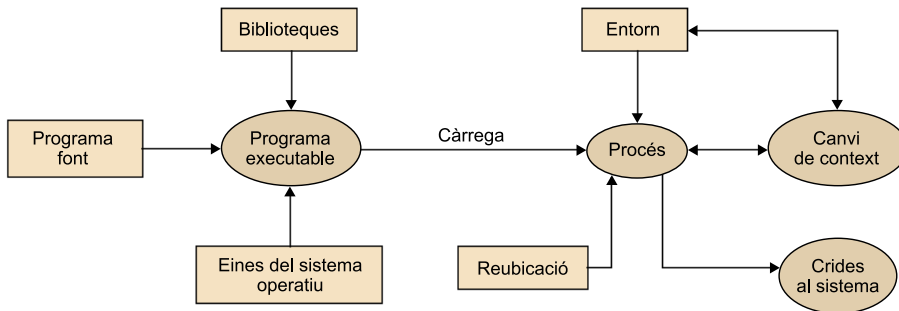 Biblioteques
Entorn
Programa
font
Programa
executable
Càrrega
Procés
Canvi
de context
Eines del sistema
operatiu
Reubicació
Crides
al sistema